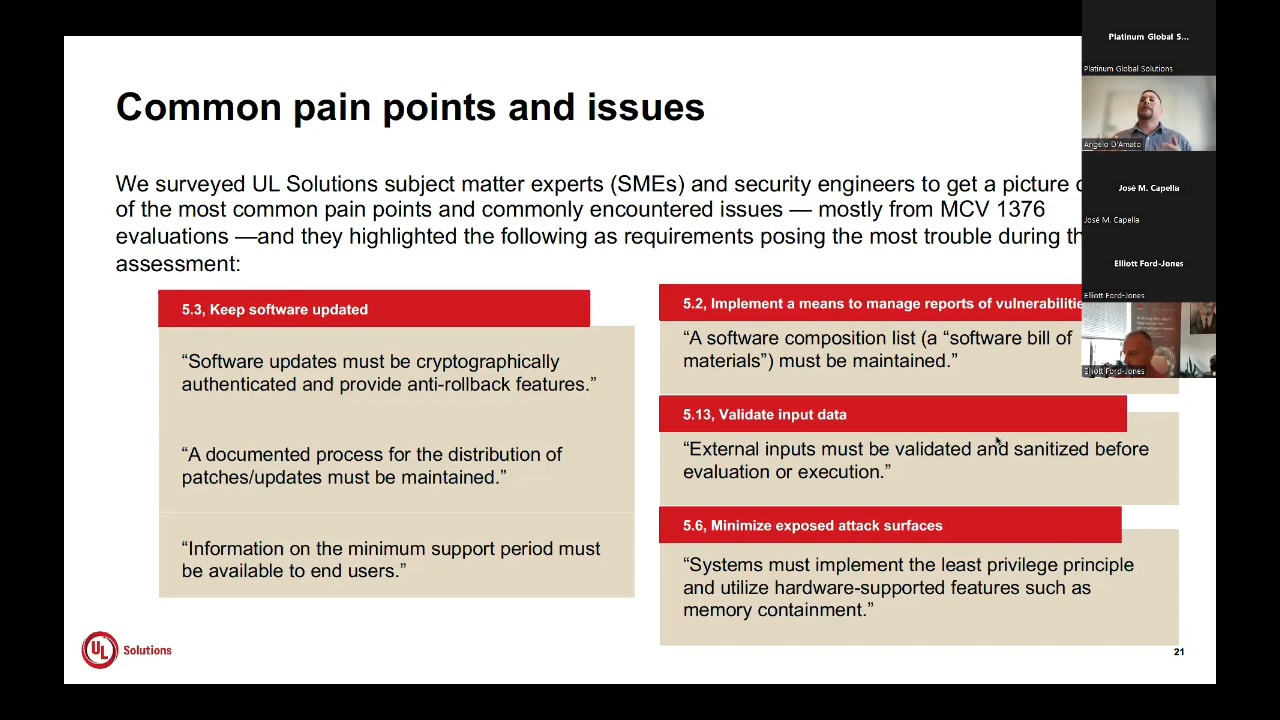 Common pain points and issues
We surveyed UL Solutions subject matter experts (SMEs) and security engineers to get a picture
of the most common pain points and commonly encountered issues — mostly from MCV 1376
evaluations —and they highlighted the following as requirements posing the most trouble during
assessment:
5.3, Keep software updated
“Software updates must be cryptographically
authenticated and provide anti-rollback features.”
“A documented process for the distribution of
patches/updates must be maintained.”
“Information on the minimum support period must
be available to end users.”
5.2, Implement a means to manage reports of
“A software composition list (a “software bill of
materials”) must be maintained.”
5.13, Validate input data
“External inputs must be validated and sanitized before
evaluation or execution.”
5.6, Minimize exposed attack surfaces
“Systems must implement the least privilege principle
and utilize hardware-supported features such as
memory containment.”
UL Solutions
21
Platinum Global S...
Platinum Global Solutions
Angelo D'Amato
José M. Capella
José M. Capella
Elliott Ford-Jones
Elliott Ford-Jones
Elliott Ford-Jones